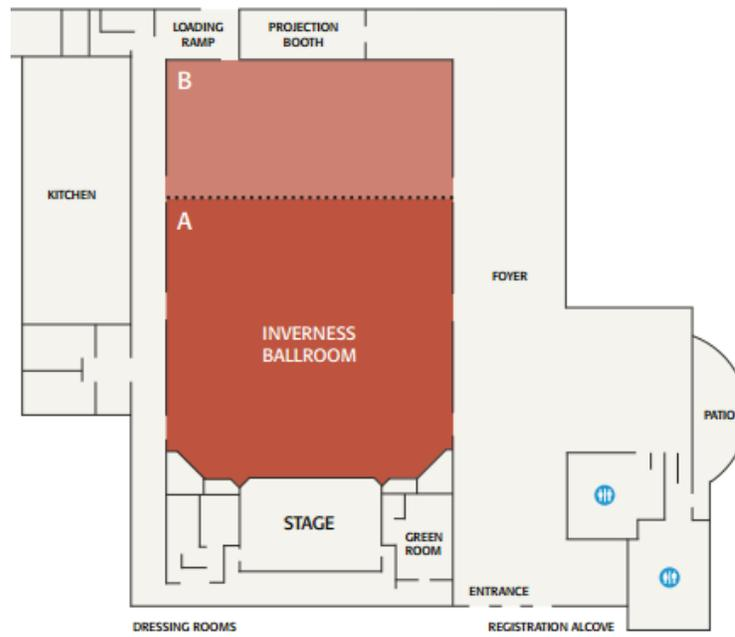 LOADING
RAMP
PROJECTION
BOOTH
B
KITCHEN
A
FOYER
INVERNESS
BALLROOM
PATIO
STAGE
GREEN
ROOM
ENTRANCE
DRESSING ROOMS
REGISTRATION ALCOVE